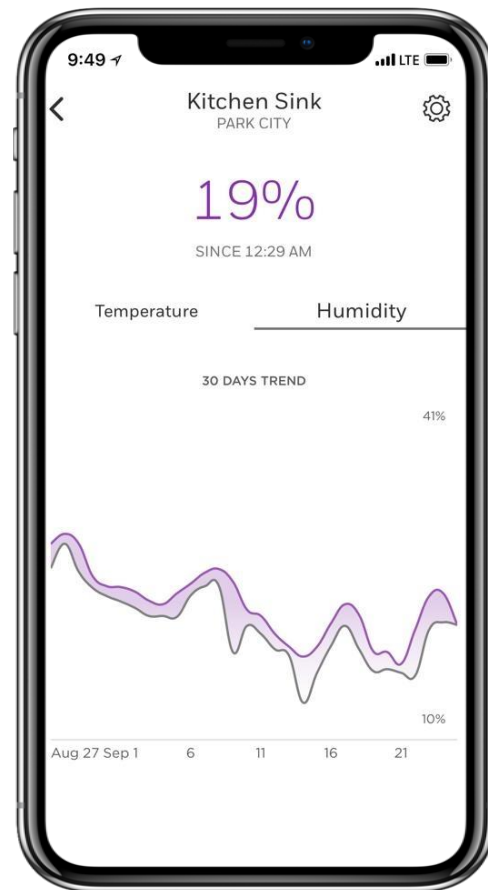 9:49 LTE
Kitchen Sink
PARK CITY
19%
SINCE 12:29 AM
Temperature Humidity
30 DAYS TREND
41%
10%
Aug 27 Sep 1 6 11 16 21